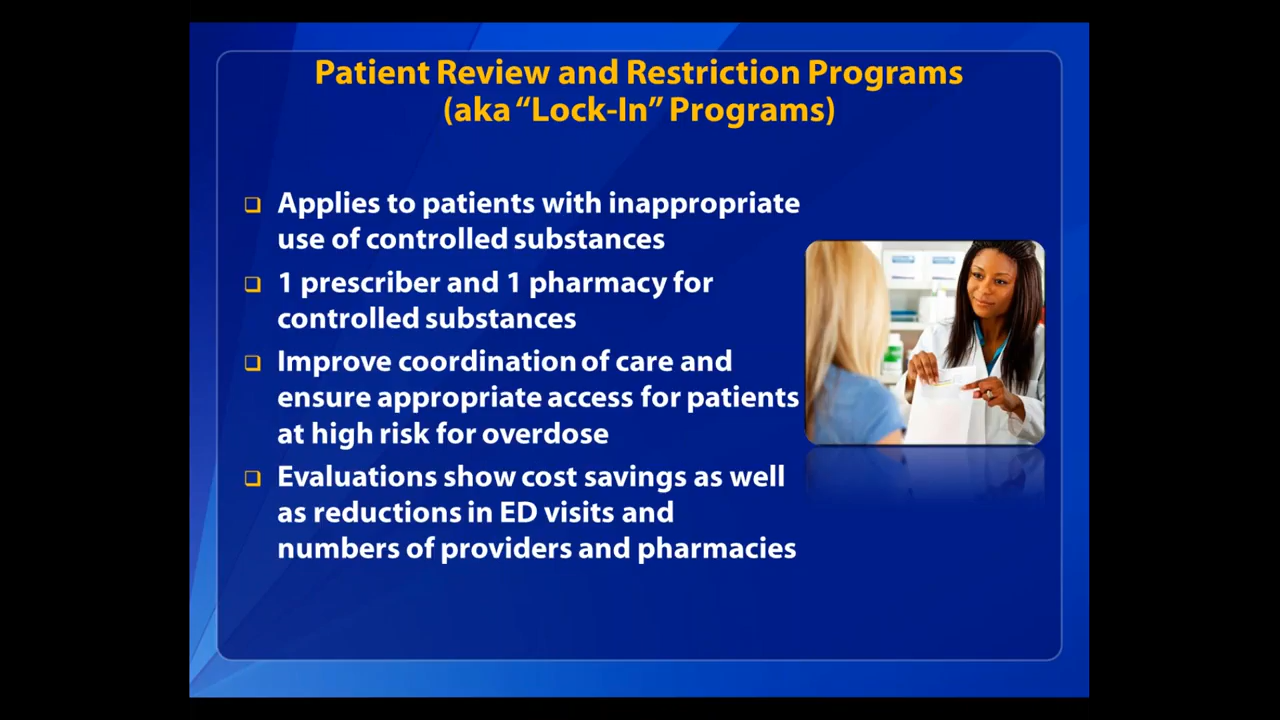 Patient Review and Restriction Programs
(aka “Lock-In” Programs)
Applies to patients with inappropriate
use of controlled substances
1 prescriber and 1 pharmacy for
controlled substances
Improve coordination of care and
ensure appropriate access for patients
at high risk for overdose
Evaluations show cost savings as well
as reductions in ED visits and
numbers of providers and pharmacies